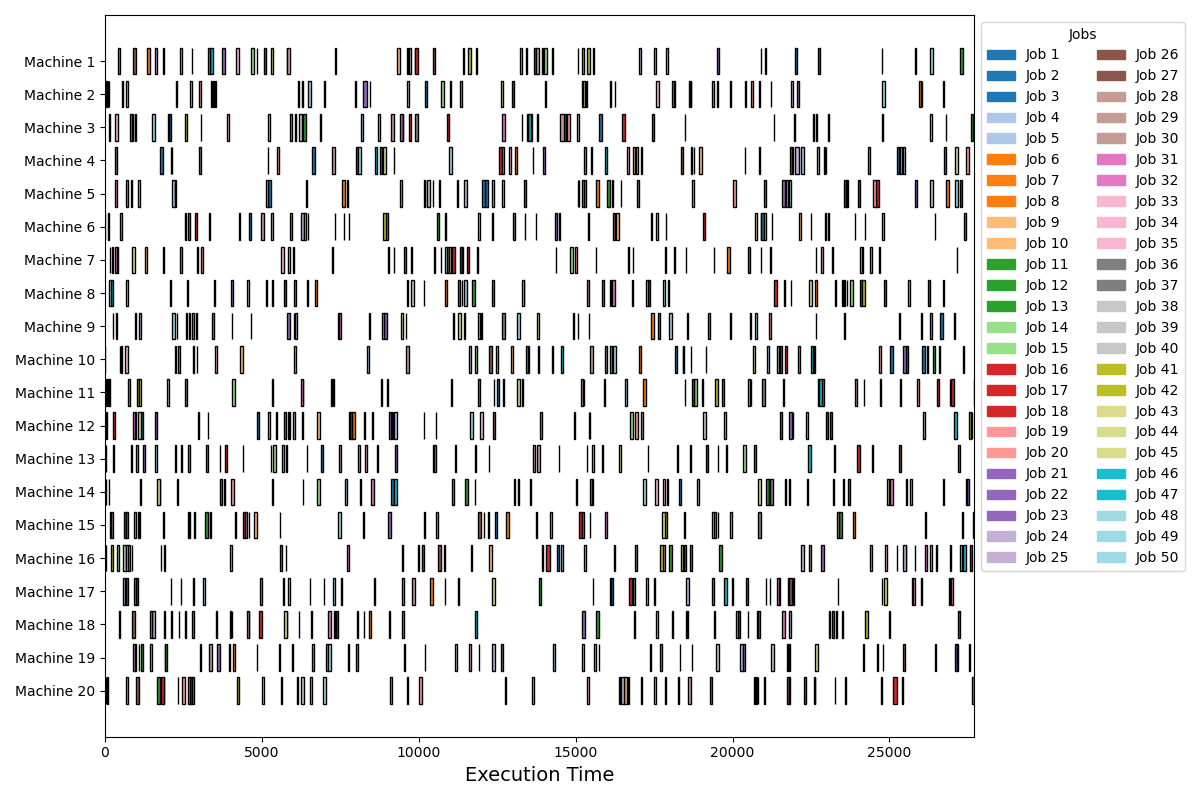 Machine 1
Machine 2
Machine 3
Machine 4
Machine 5
Machine 6
Machine 7
Machine 8
Machine 9
Machine 10
Machine 11
Machine 12
Machine 13
Machine 14
Machine 15
Machine 16
Machine 17
Machine 18
Machine 19
Machine 20
0 5000 10000 15000 20000 25000
Execution Time
Jobs
Job 1
Job 2
Job 3
Job 4
Job 5
Job 6
Job 7
Job 8
Job 9
Job 10
Job 11
Job 12
Job 13
Job 14
Job 15
Job 16
Job 17
Job 18
Job 19
Job 20
Job 21
Job 22
Job 23
Job 24
Job 25
Job 26
Job 27
Job 28
Job 29
Job 30
Job 31
Job 32
Job 33
Job 34
Job 35
Job 36
Job 37
Job 38
Job 39
Job 40
Job 41
Job 42
Job 43
Job 44
Job 45
Job 46
Job 47
Job 48
Job 49
Job 50